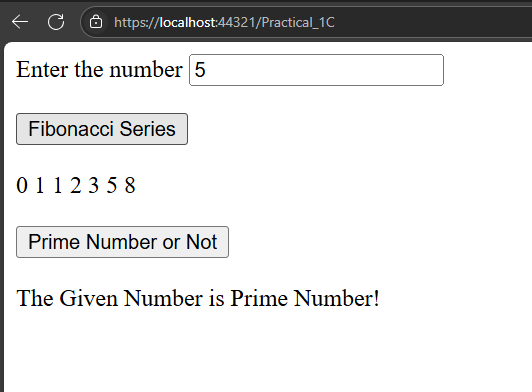 https://localhost:44321/Practical_1C
Enter the number 5
Fibonacci Series
0 1 1 2 3 5 8
Prime Number or Not
The Given Number is Prime Number!